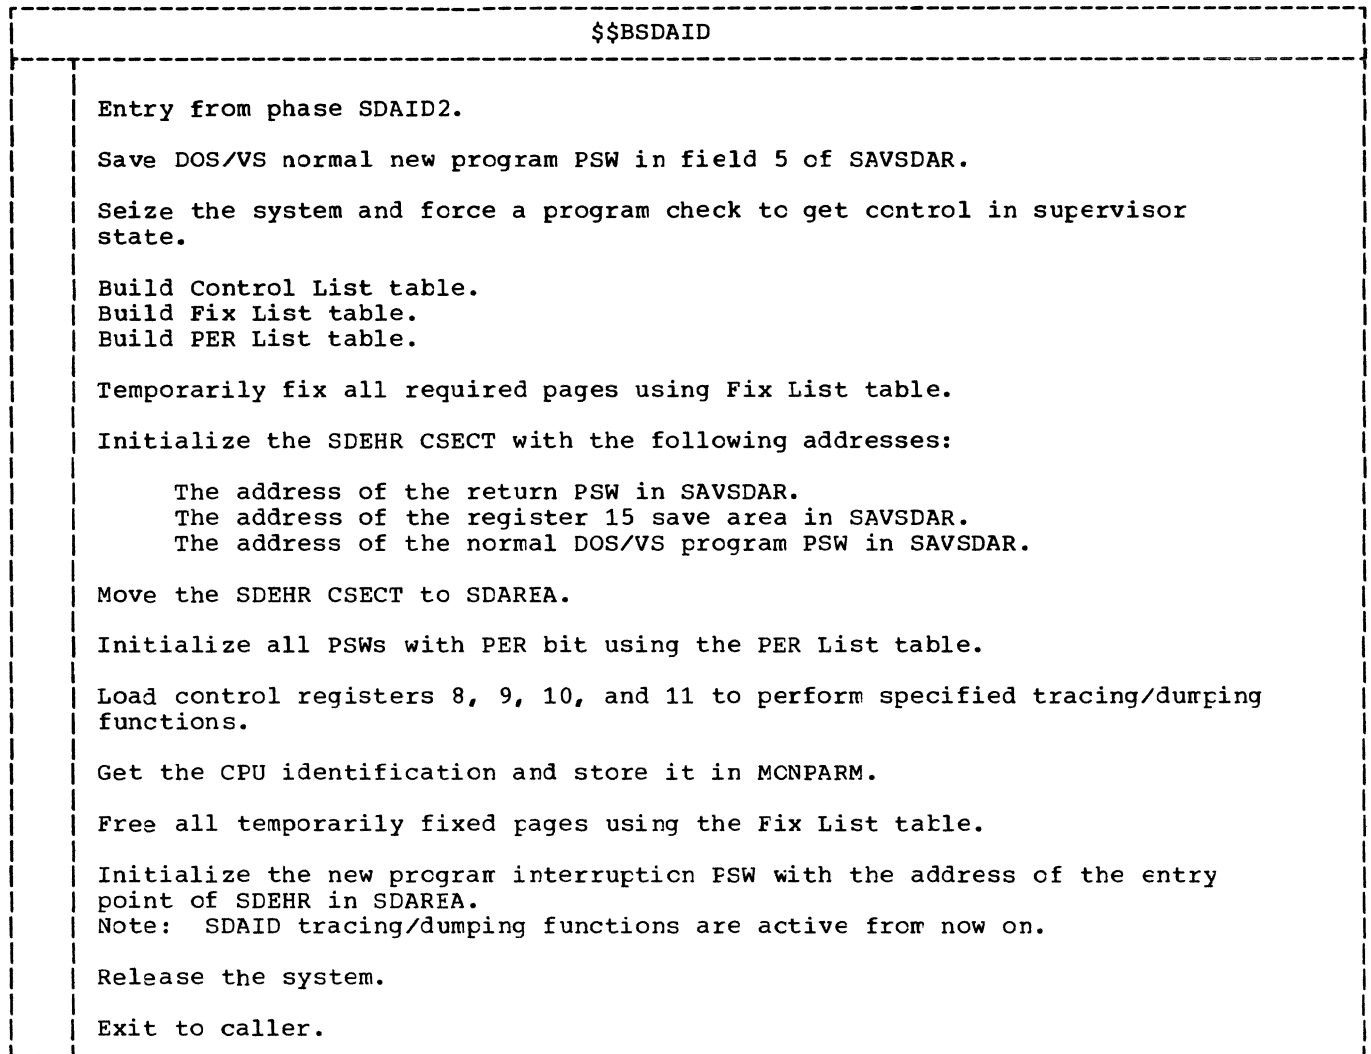 $$BSDAID
Entry from phase SDAID2.
Save DOS/VS normal new program PSW in field 5 of SAVSDAR.
Seize the system and force a program check to get control in supervisor
state.
Build Control List table.
Build Fix List table.
Build PER List table.
Temporarily fix all required pages using Fix List table.
Initialize the SDEHR CSECT with the following addresses:
The address of the return PSW in SAVSDAR.
The address of the register 15 save area in SAVSDAR.
The address of the normal DOS/VS program PSW in SAVSDAR.
Move the SDEHR CSECT to SDAREA.
Initialize all PSWs with PER bit using the PER List table.
Load control registers 8, 9, 10, and 11 to perform specified tracing/dumping
functions.
Get the CPU identification and store it in MONPARM.
Free all temporarily fixed pages using the Fix List table.
Initialize the new program interruption PSW with the address of the entry
point of SDEHR in SDAREA.
Note: SDAID tracing/dumping functions are active from now on.
Release the system.
Exit to caller.